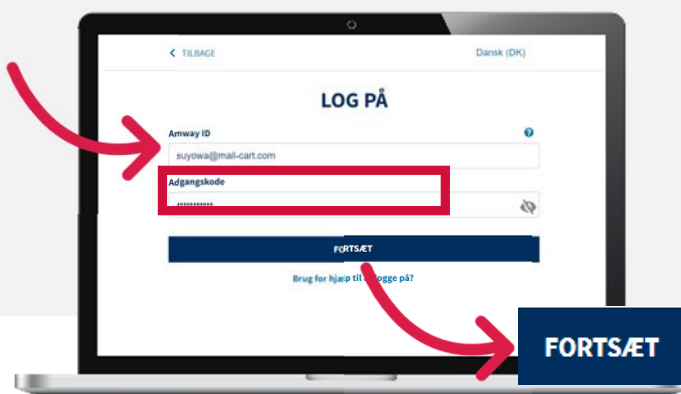 TILBAGE
Dansk (DK)
LOG PÅ
Amway ID
suyowa@mail-cart.com
Adgangskode
FORTSÆT
Brug for hjælp til logge på?
FORTSÆT